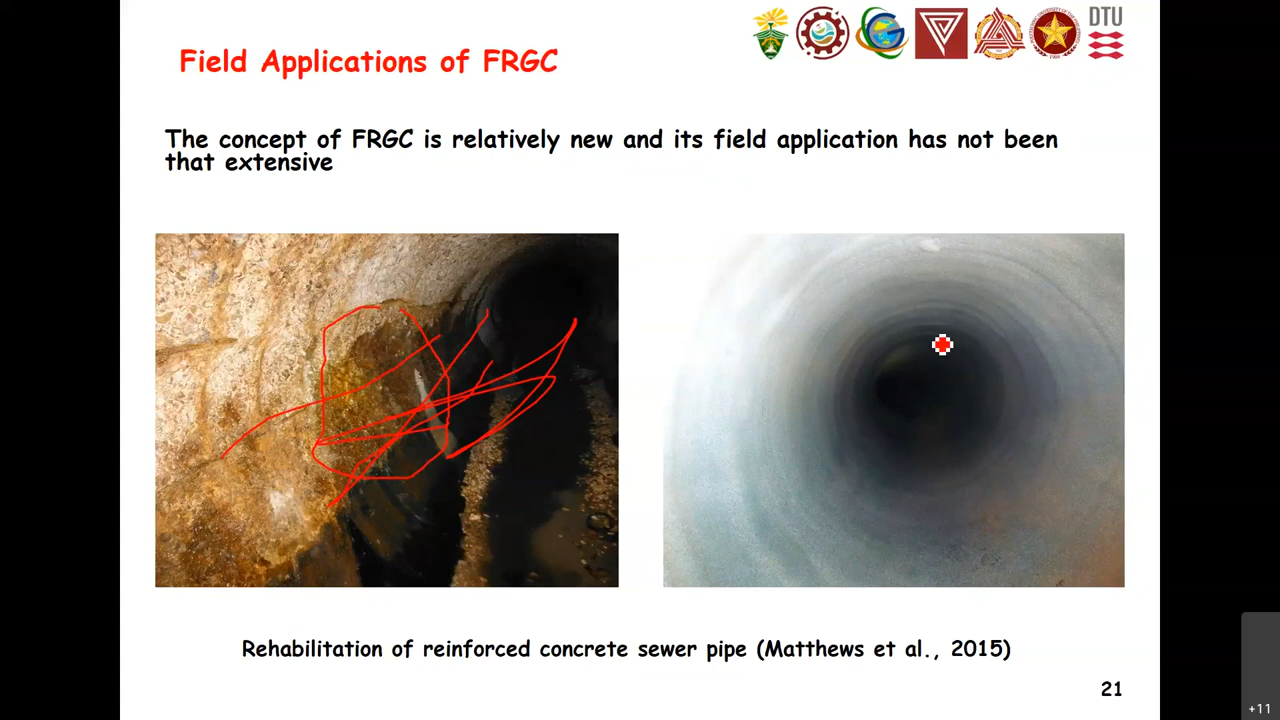 DTU
Field Applications of FRGC
The concept of FRGC is relatively new and its field application has not been
that extensive
Rehabilitation of reinforced concrete sewer pipe (Matthews et al., 2015)
21
+11